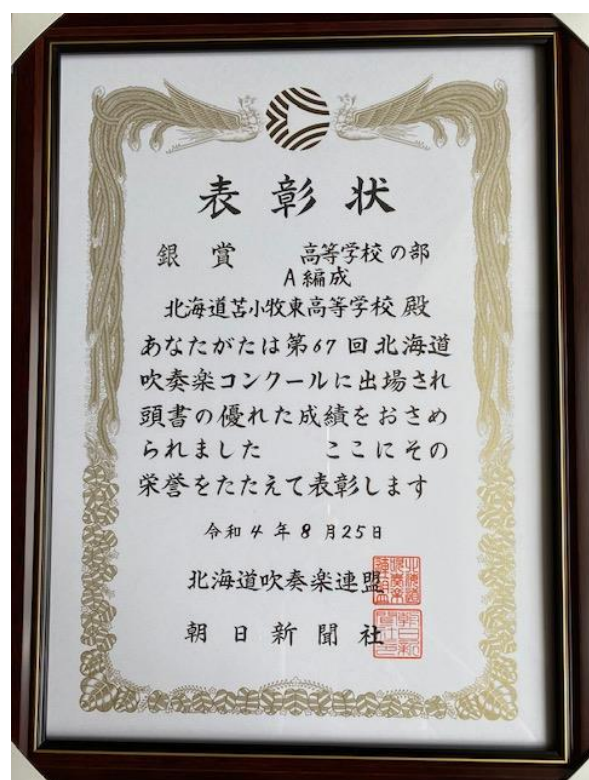 表彰状
銀賞 高等学校の部
A編成
北海道苫小牧東高等学校 殿
あなたがたは第67回北海道
吹奏楽コンクールに出場され
頭書の優れた成績をおさめ
られました ここにその
栄誉をたたえて表彰します
令和4年8月25日
北海道吹奏楽連盟
朝日新聞社